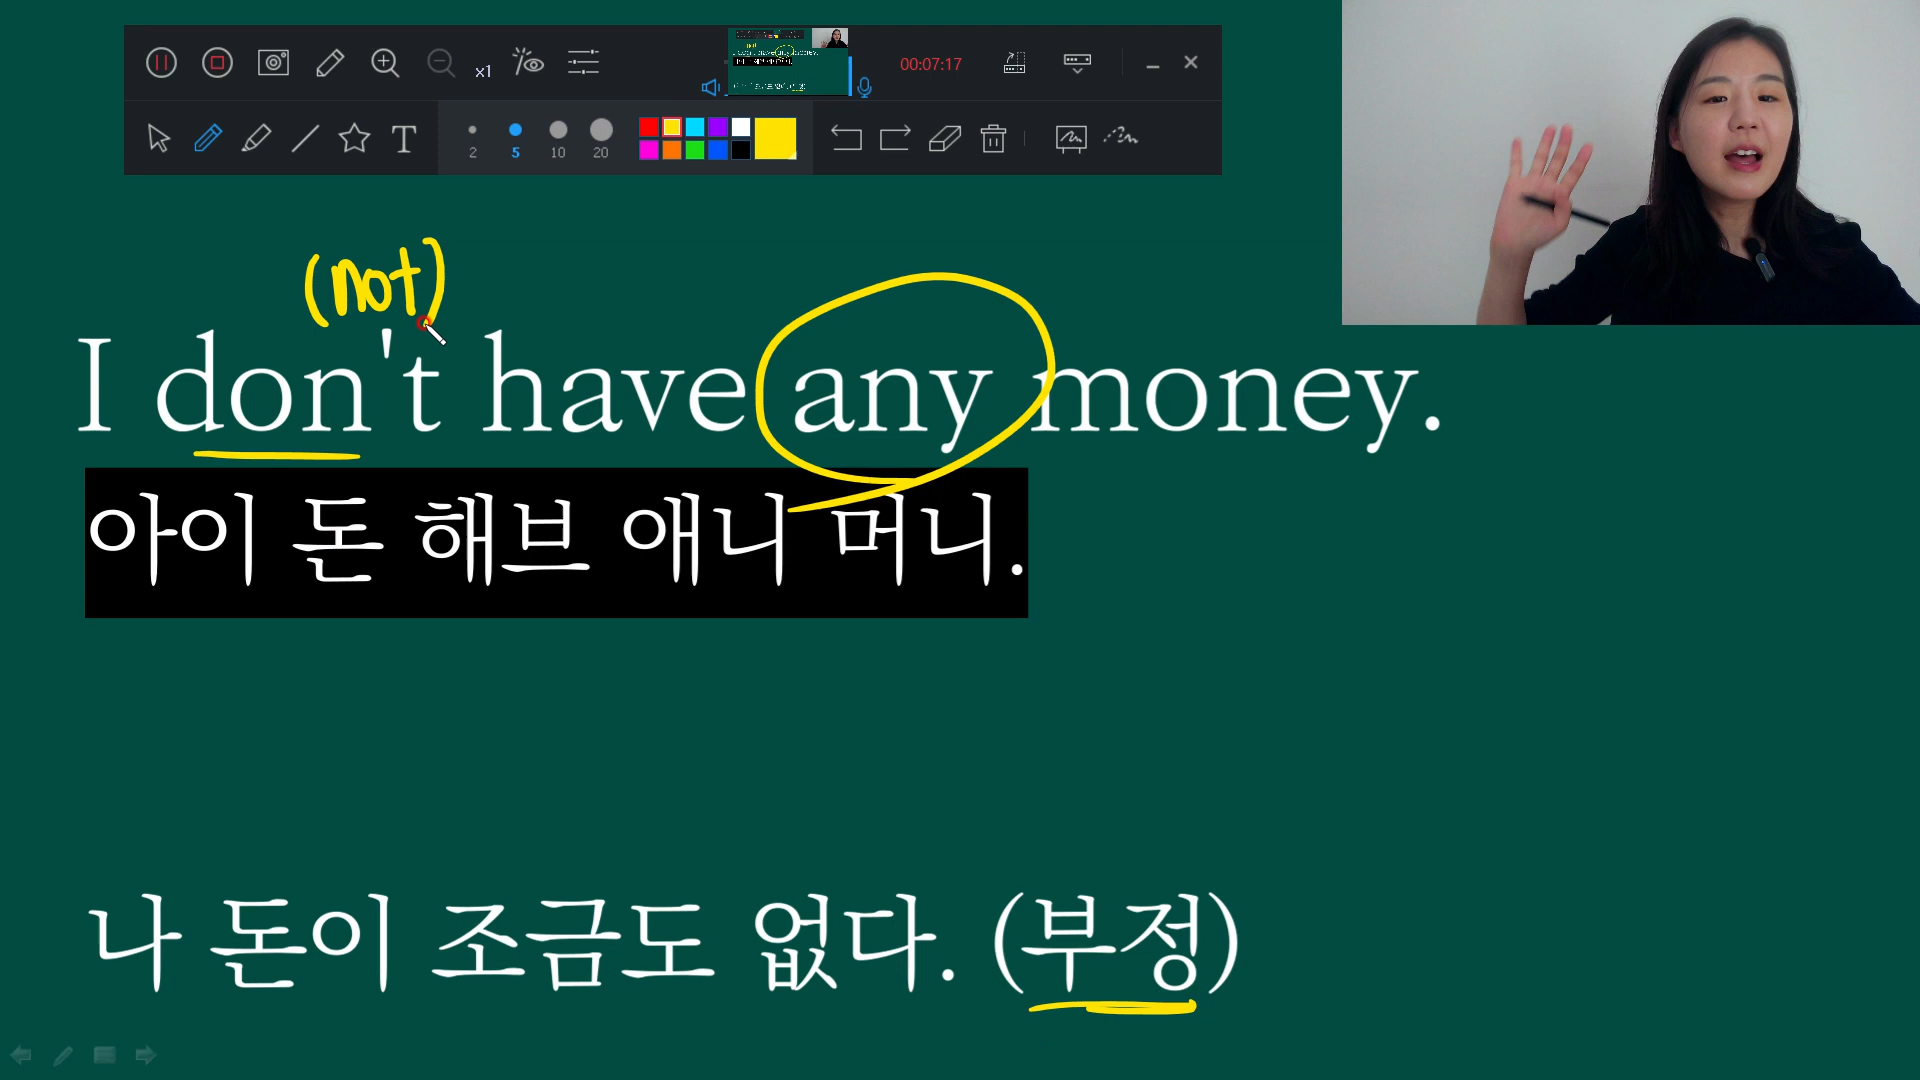 x1
00:07:17
T
2 5 10 20
(not)
I don't have any money.
아이 돈 해브 애니 머니.
나 돈이 조금도 없다. (부정)